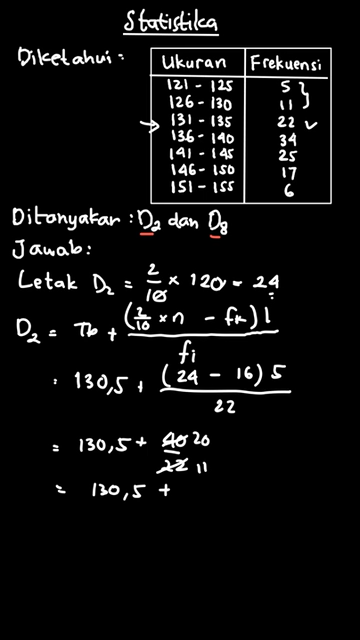 Statistika
Diketahui :
Ukuran Frekuensi
121 - 125 5
126 - 130 11
131 - 135 22
136 - 140 34
141 - 145 25
146 - 150 17
151 - 155 6
Ditanyakan : D2 dan D8
Jawab :
Letak D2 = 2/10 × 120 = 24
D2 = Tb + (2/10 × n - fk) l / fi
= 130,5 + (24 - 16) 5 / 22
= 130,5 + 40 20 / 22 11
= 130,5 +